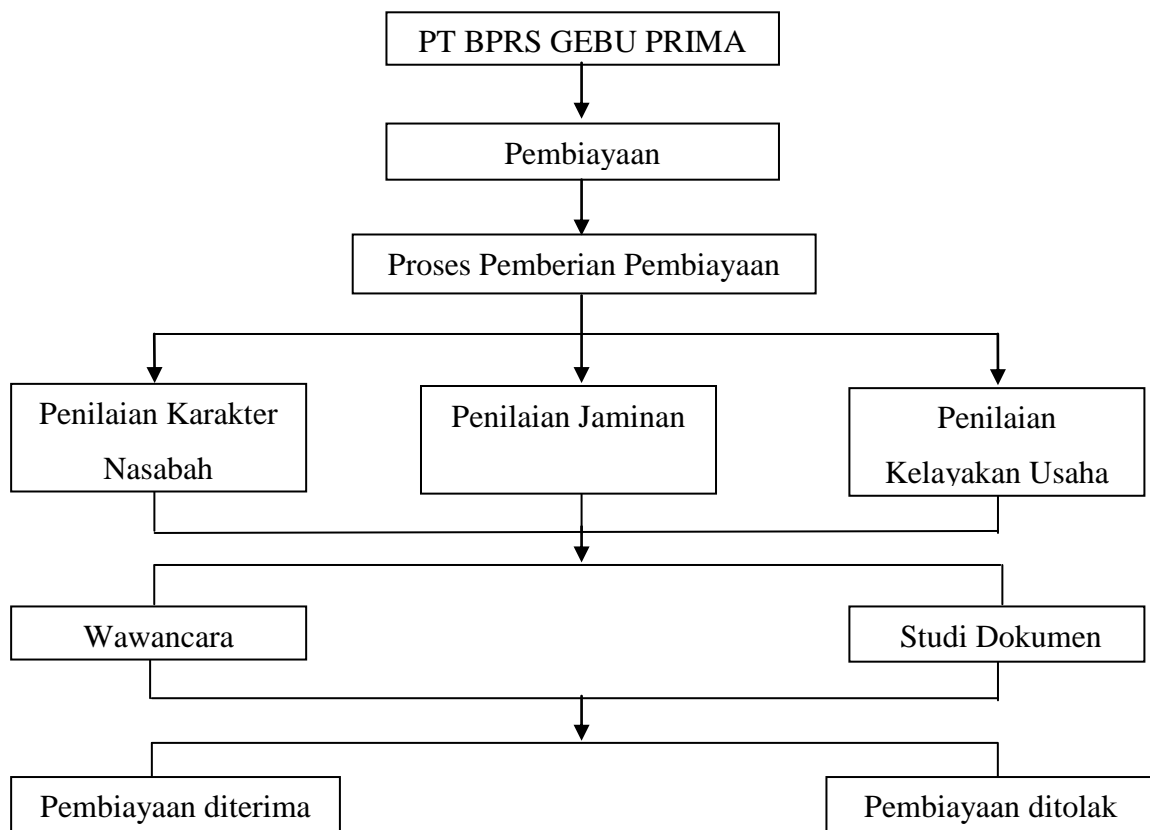 PT BPRS GEBU PRIMA
Pembiayaan
Proses Pemberian Pembiayaan
Penilaian Karakter
Nasabah
Penilaian Jaminan
Penilaian
Kelayakan Usaha
Wawancara
Studi Dokumen
Pembiayaan diterima
Pembiayaan ditolak